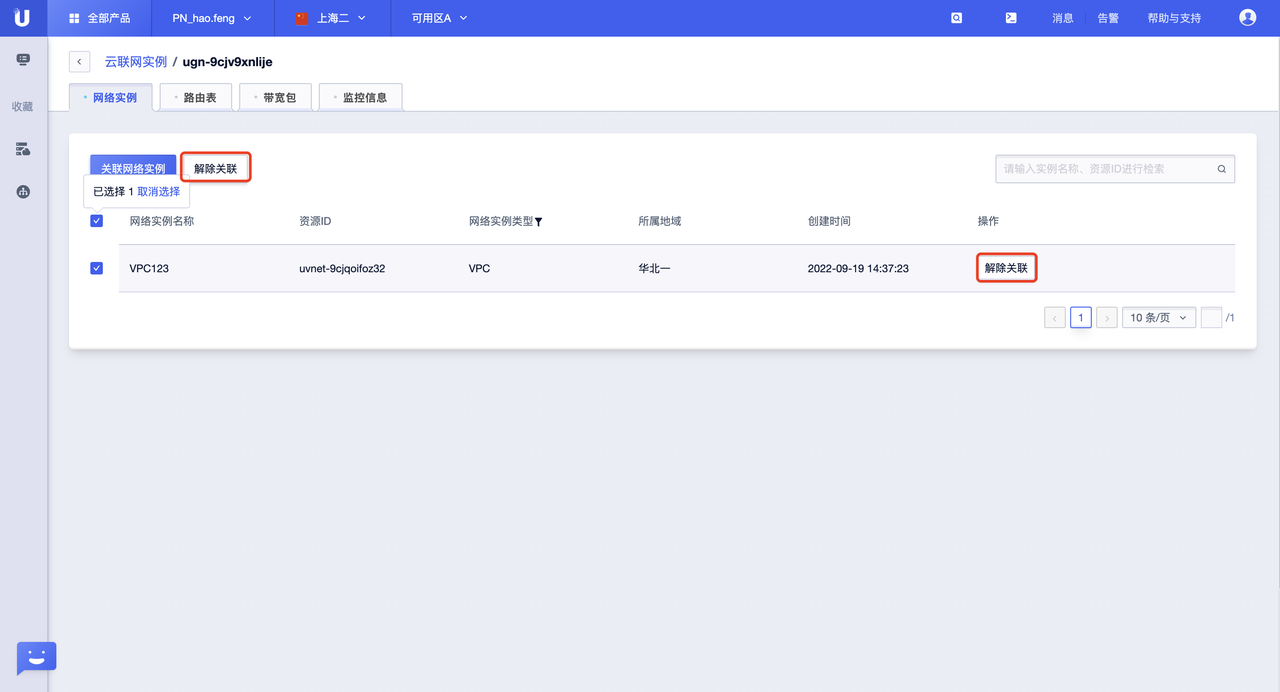 全部产品 PN_hao.feng 上海二 可用区A 消息 告警 帮助与支持
云联网实例 / ugn-9cjv9xnlije
收藏
网络实例 路由表 带宽包 监控信息
关联网络实例 解除关联 请输入实例名称、资源ID进行检索
已选择 1 取消选择
网络实例名称 资源ID 网络实例类型 所属地域 创建时间 操作
VPC123 uvnet-9cjqoifoz32 VPC 华北一 2022-09-19 14:37:23 解除关联
< 1 > 10 条/页 /1